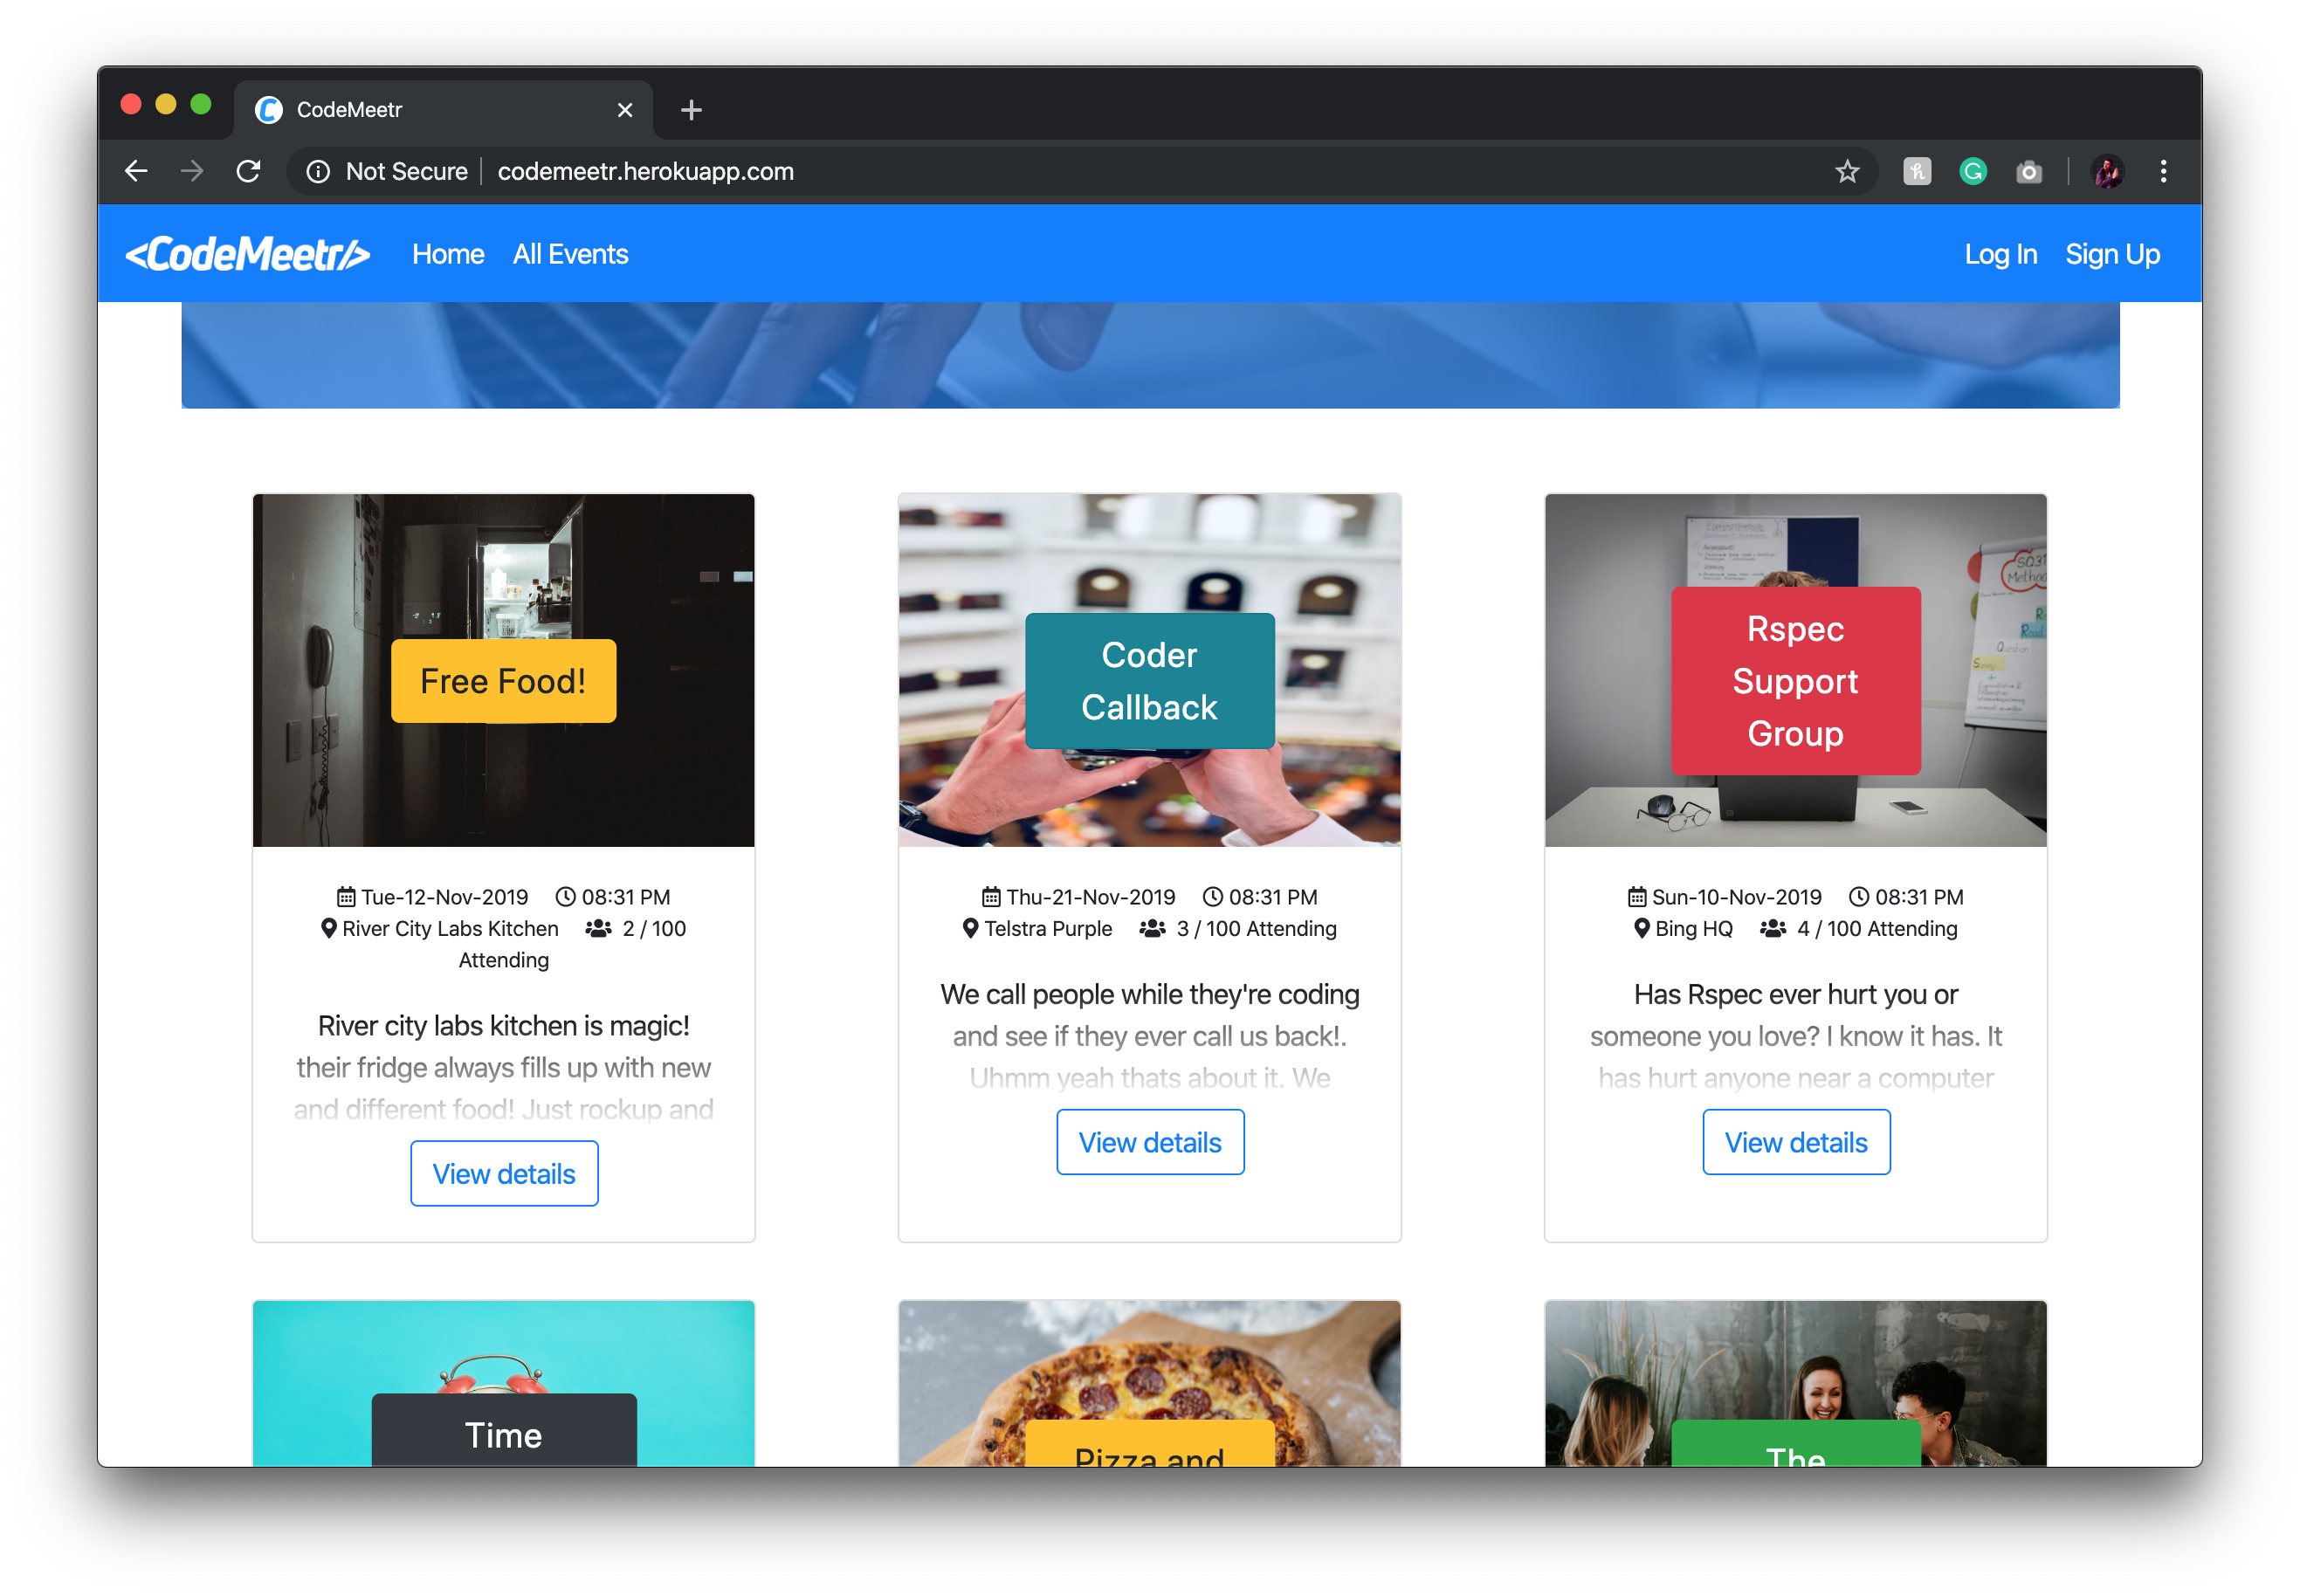 CodeMeetr
Not Secure codemeetr.herokuapp.com
<CodeMeetr/> Home All Events Log In Sign Up
Free Food!
Tue-12-Nov-2019 08:31 PM
River City Labs Kitchen 2 / 100
Attending
River city labs kitchen is magic!
their fridge always fills up with new
and different food! Just rockup and
View details
Coder
Callback
Thu-21-Nov-2019 08:31 PM
Telstra Purple 3 / 100 Attending
We call people while they're coding
and see if they ever call us back!.
Uhmm yeah thats about it. We
View details
SQ3R
Question
Rspec
Support
Group
Sun-10-Nov-2019 08:31 PM
Bing HQ 4 / 100 Attending
Has Rspec ever hurt you or
someone you love? I know it has. It
has hurt anyone near a computer
View details
Time
Pizza and
The